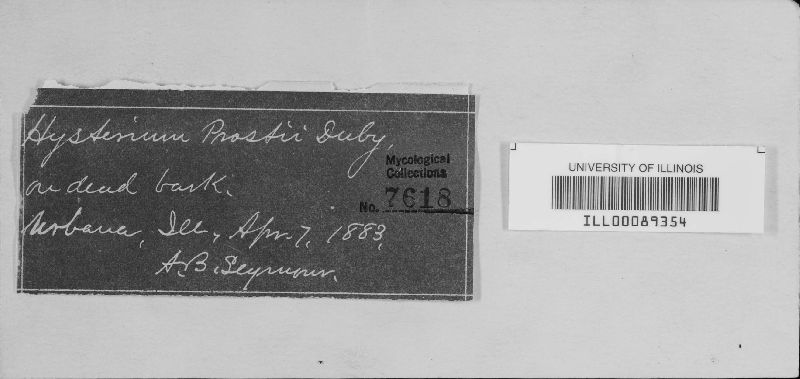 Hysterium Prostii Duby,
on dead bark.
Urbana, Ill., Apr. 7, 1883,
A.B. Seymour.
Mycological
Collections
No. 7618
UNIVERSITY OF ILLINOIS
ILL00089354